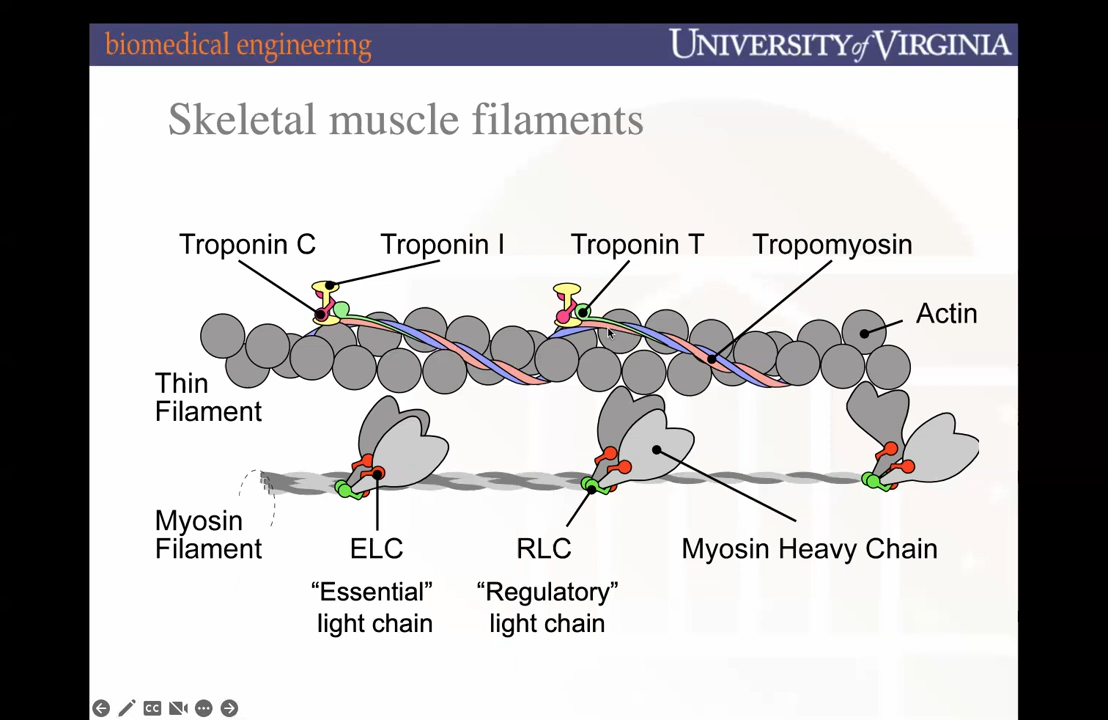 biomedical engineering
UNIVERSITY of VIRGINIA
Skeletal muscle filaments
Troponin C
Troponin I
Troponin T
Tropomyosin
Actin
Thin
Filament
Myosin
Filament
ELC
RLC
Myosin Heavy Chain
“Essential”
light chain
“Regulatory”
light chain
CC